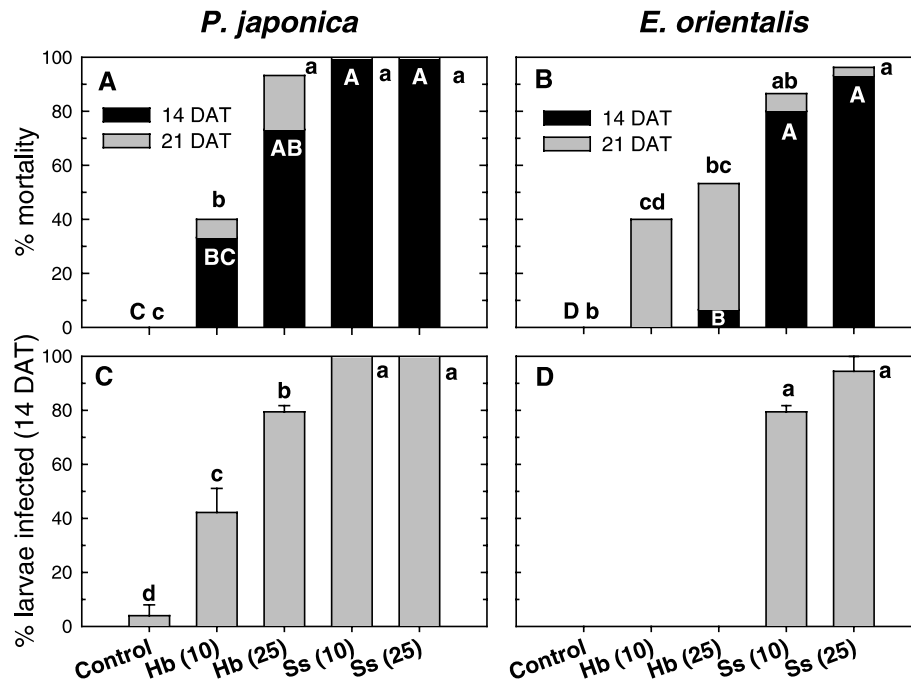 P. japonica
E. orientalis
% mortality
100
80
60
40
20
0
A
14 DAT
21 DAT
C c
b
BC
AB
a
A
a
A
a
B
14 DAT
21 DAT
D b
cd
bc
B
ab
A
a
A
% larvae infected (14 DAT)
100
80
60
40
20
0
C
d
c
b
a
a
D
a
a
Control
Hb (10)
Hb (25)
Ss (10)
Ss (25)
Control
Hb (10)
Hb (25)
Ss (10)
Ss (25)